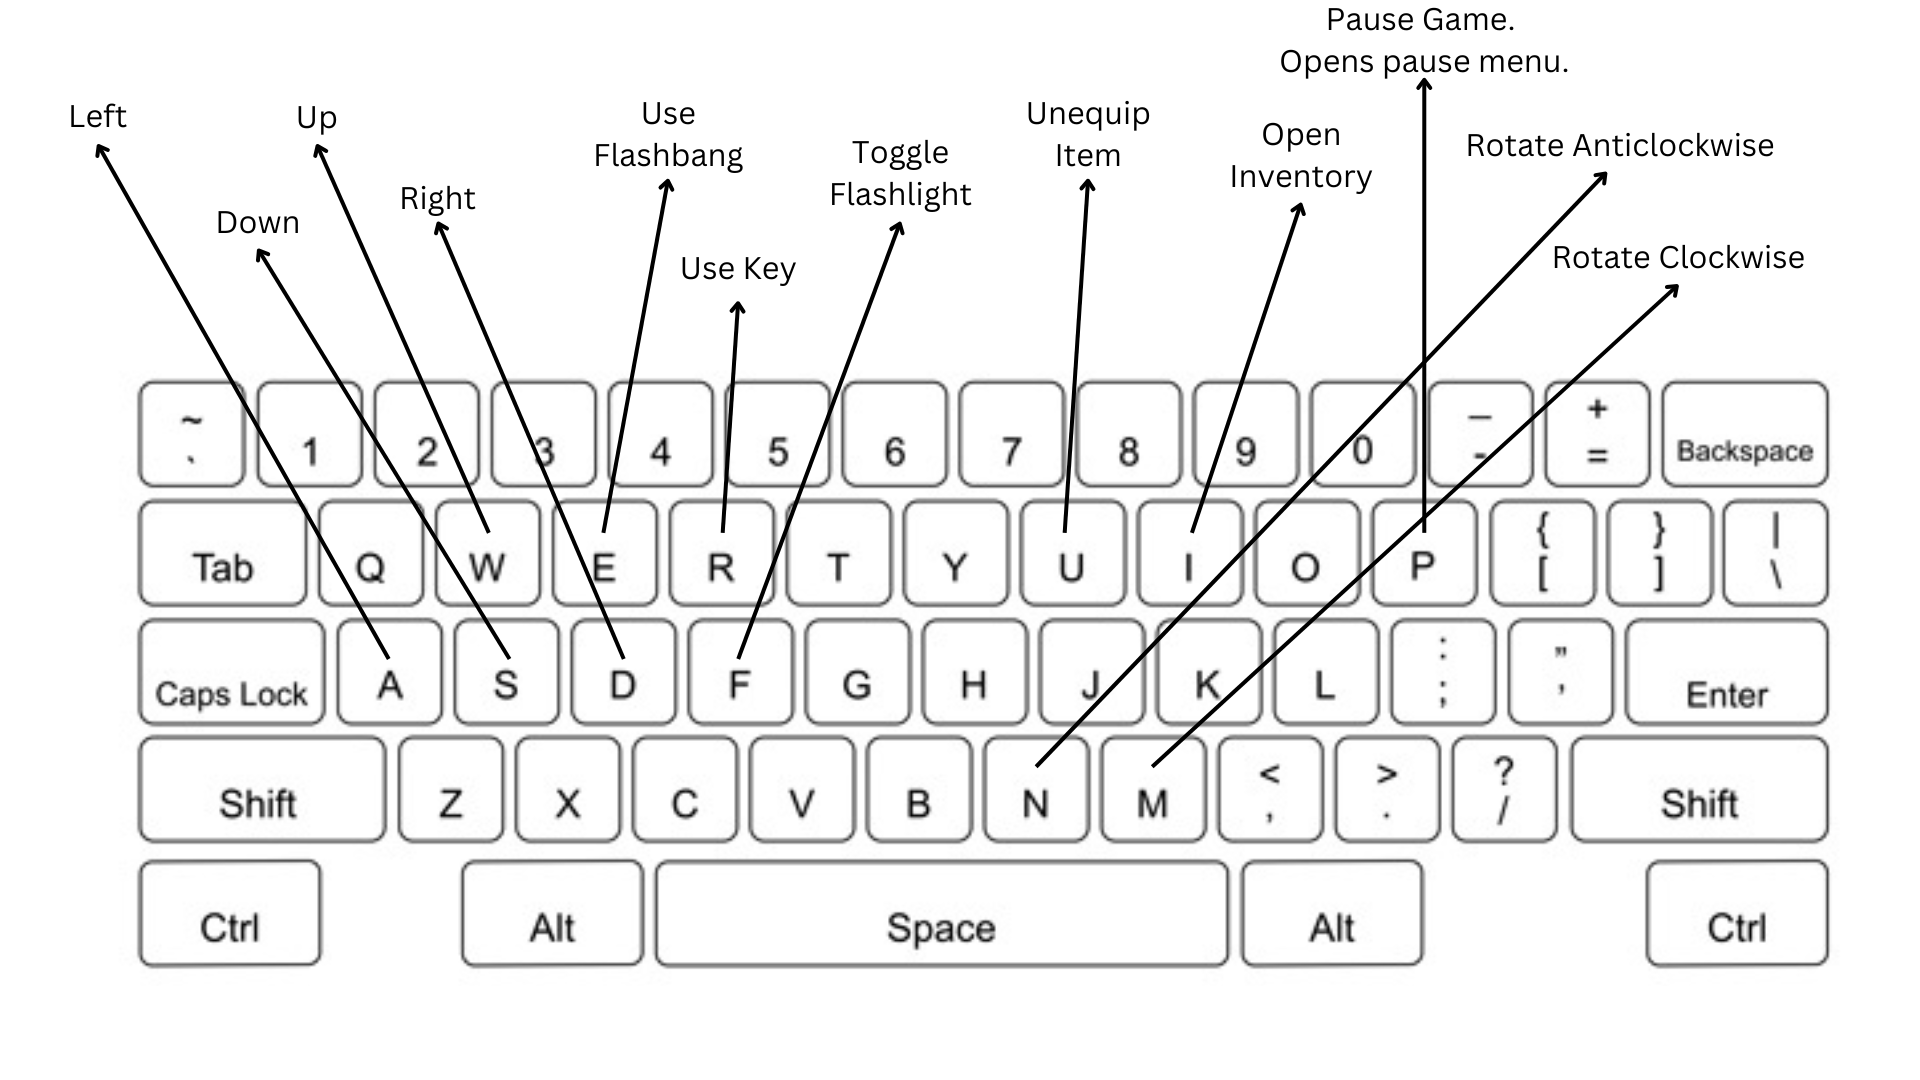 Pause Game.
Opens pause menu.
Left
Up
Use
Flashbang
Unequip
Item
Open
Inventory
Toggle
Flashlight
Rotate Anticlockwise
Right
Down
Use Key
Rotate Clockwise
~ 1 2 3 4 5 6 7 8 9 0 _ +
` - = Backspace
Tab Q W E R T Y U I O P { } |
[ ] \
Caps Lock A S D F G H J K L : ”
; ' Enter
Shift Z X C V B N M < > ? Shift
, . /
Ctrl Alt Space Alt Ctrl